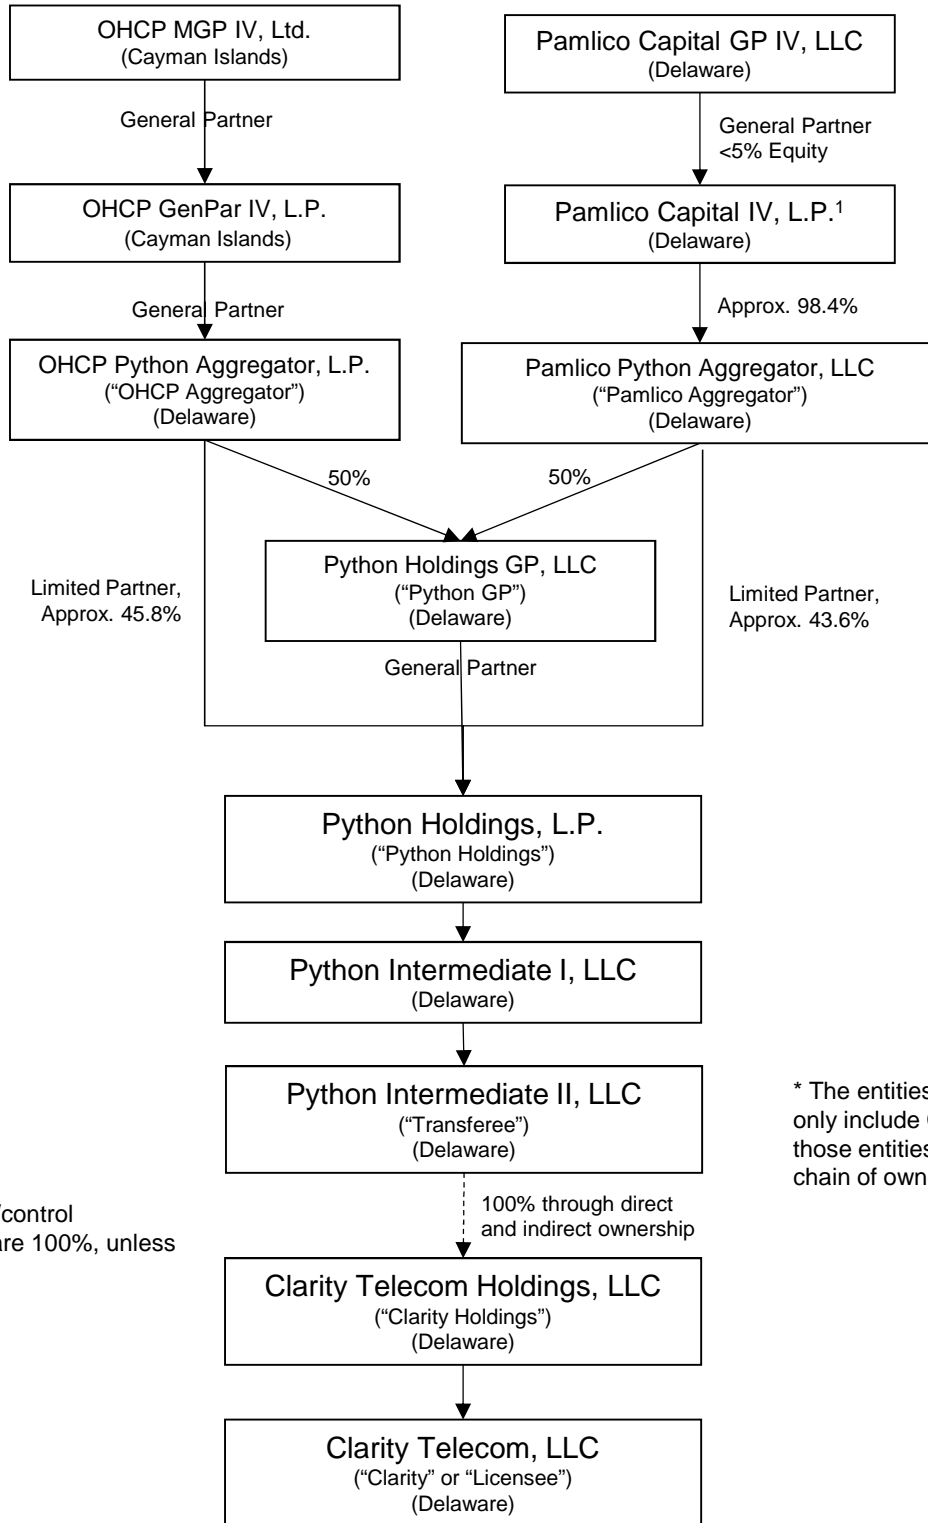 OHCP MGP IV, Ltd.
(Cayman Islands)
Pamlico Capital GP IV, LLC
(Delaware)
General Partner
General Partner
<5% Equity
OHCP GenPar IV, L.P.
(Cayman Islands)
Pamlico Capital IV, L.P.1
(Delaware)
General Partner
Approx. 98.4%
OHCP Python Aggregator, L.P.
(“OHCP Aggregator”)
(Delaware)
Pamlico Python Aggregator, LLC
(“Pamlico Aggregator”)
(Delaware)
50%
50%
Python Holdings GP, LLC
(“Python GP”)
(Delaware)
Limited Partner,
Approx. 45.8%
Limited Partner,
Approx. 43.6%
General Partner
Python Holdings, L.P.
(“Python Holdings”)
(Delaware)
Python Intermediate I, LLC
(Delaware)
Python Intermediate II, LLC
(“Transferee”)
(Delaware)
* The entities
only include
those entities
chain of own
100% through direct
and indirect ownership
/control
are 100%, unless
Clarity Telecom Holdings, LLC
(“Clarity Holdings”)
(Delaware)
Clarity Telecom, LLC
(“Clarity” or “Licensee”)
(Delaware)